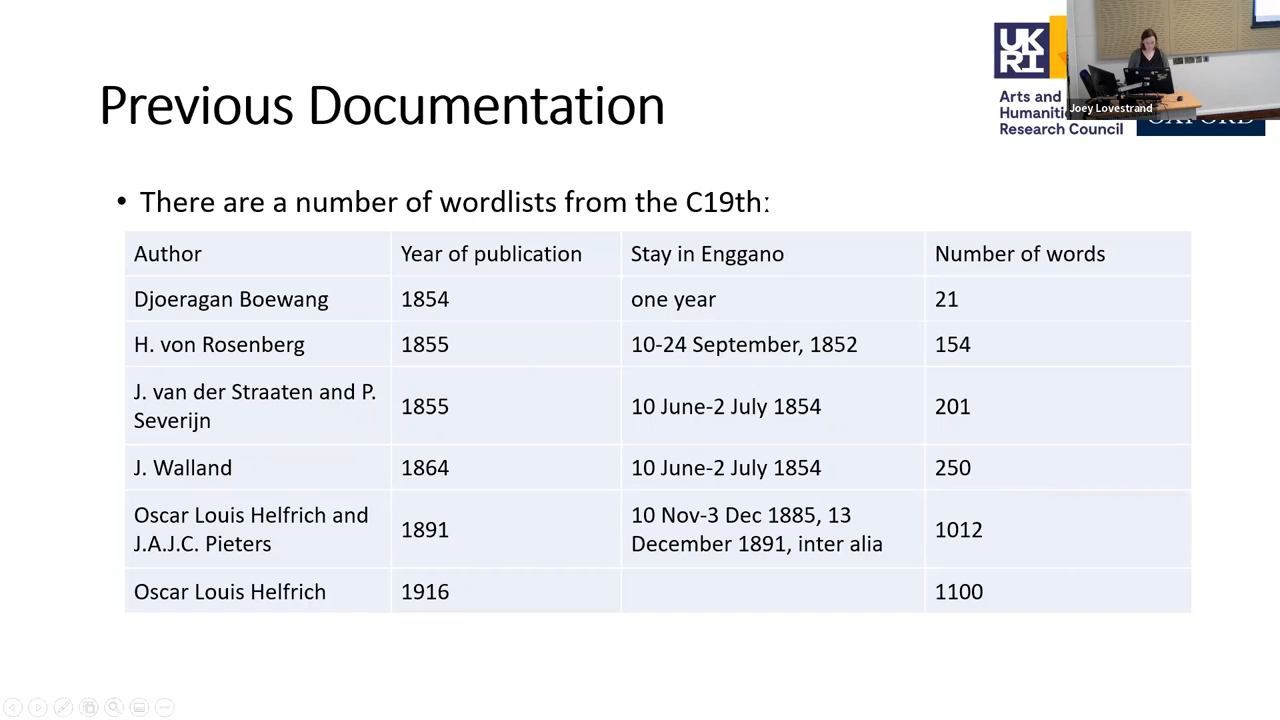 UK
RI
Arts and
Humaniti
Research Council
Joey Lovestrand
OXFORD
Previous Documentation
• There are a number of wordlists from the C19th:
Author Year of publication Stay in Enggano Number of words
Djoeragan Boewang 1854 one year 21
H. von Rosenberg 1855 10-24 September, 1852 154
J. van der Straaten and P.
Severijn 1855 10 June-2 July 1854 201
J. Walland 1864 10 June-2 July 1854 250
Oscar Louis Helfrich and
J.A.J.C. Pieters 1891 10 Nov-3 Dec 1885, 13
December 1891, inter alia 1012
Oscar Louis Helfrich 1916 1100